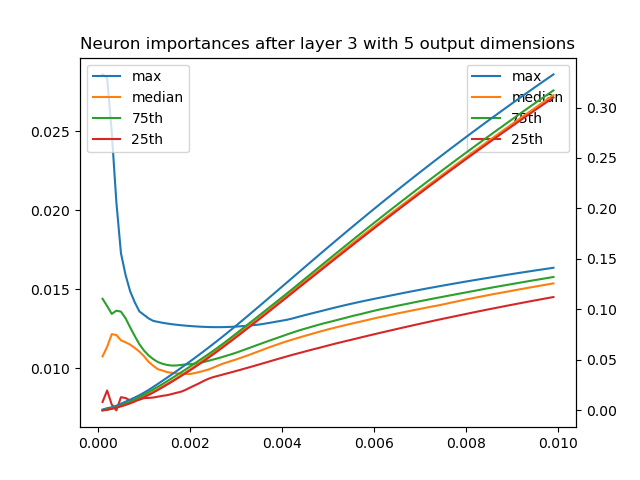 Neuron importances after layer 3 with 5 output dimensions
max
median
75th
25th
max
median
75th
25th
0.025
0.020
0.015
0.010
0.30
0.25
0.20
0.15
0.10
0.05
0.00
0.000 0.002 0.004 0.006 0.008 0.010